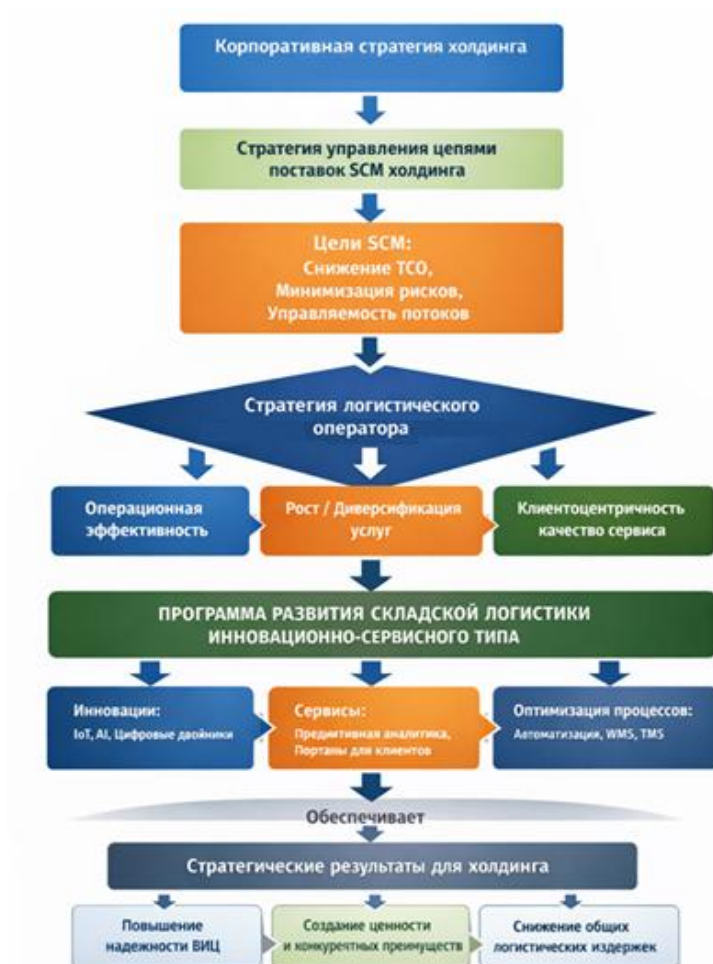 Корпоративная стратегия холдинга
Стратегия управления цепями
поставок SCM холдинга
Цели SCM:
Снижение TCO,
Минимизация рисков,
Управляемость потоков
Стратегия логистического
оператора
Операционная
эффективность
Рост / Диверсификация
услуг
Клиентоцентричность
качество сервиса
ПРОГРАММА РАЗВИТИЯ СКЛАДСКОЙ ЛОГИСТИКИ
ИННОВАЦИОННО-СЕРВИСНОГО ТИПА
Инновации:
IoT, AI, Цифровые двойники
Сервисы:
Предиктивная аналитика,
Порталы для клиентов
Оптимизация процессов:
Автоматизация, WMS, TMS
Обеспечивает
Стратегические результаты для холдинга
Повышение
надежности ВИЦ
Создание ценности
и конкурентных преимуществ
Снижение общих
логистических издержек